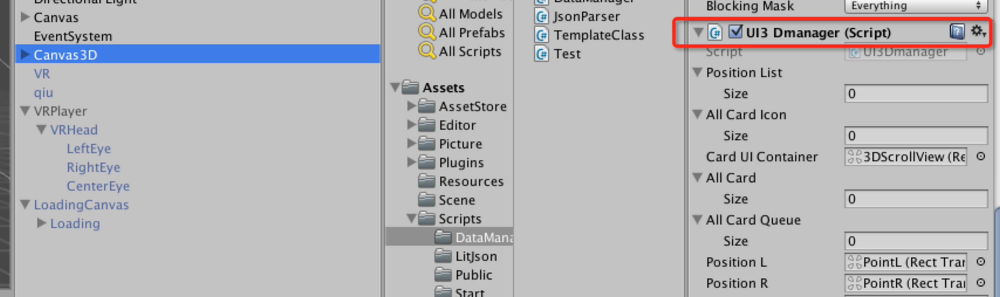 Directional Light
Canvas
EventSystem
Canvas3D
VR
qiu
VRPlayer
VRHead
LeftEye
RightEye
CenterEye
LoadingCanvas
Loading
All Models
All Prefabs
All Scripts
Assets
AssetStore
Editor
Picture
Plugins
Resources
Scene
Scripts
DataMana
LitJson
Public
Start
DataManager
JsonParser
TemplateClass
Test
Blocking Mask Everything
UI3 Dmanager (Script)
Script UI3Dmanager
Position List
Size 0
All Card Icon
Size 0
Card UI Container 3DScrollView (Re
All Card
Size 0
All Card Queue
Size 0
Position L PointL (Rect Tran
Position R PointR (Rect Tran